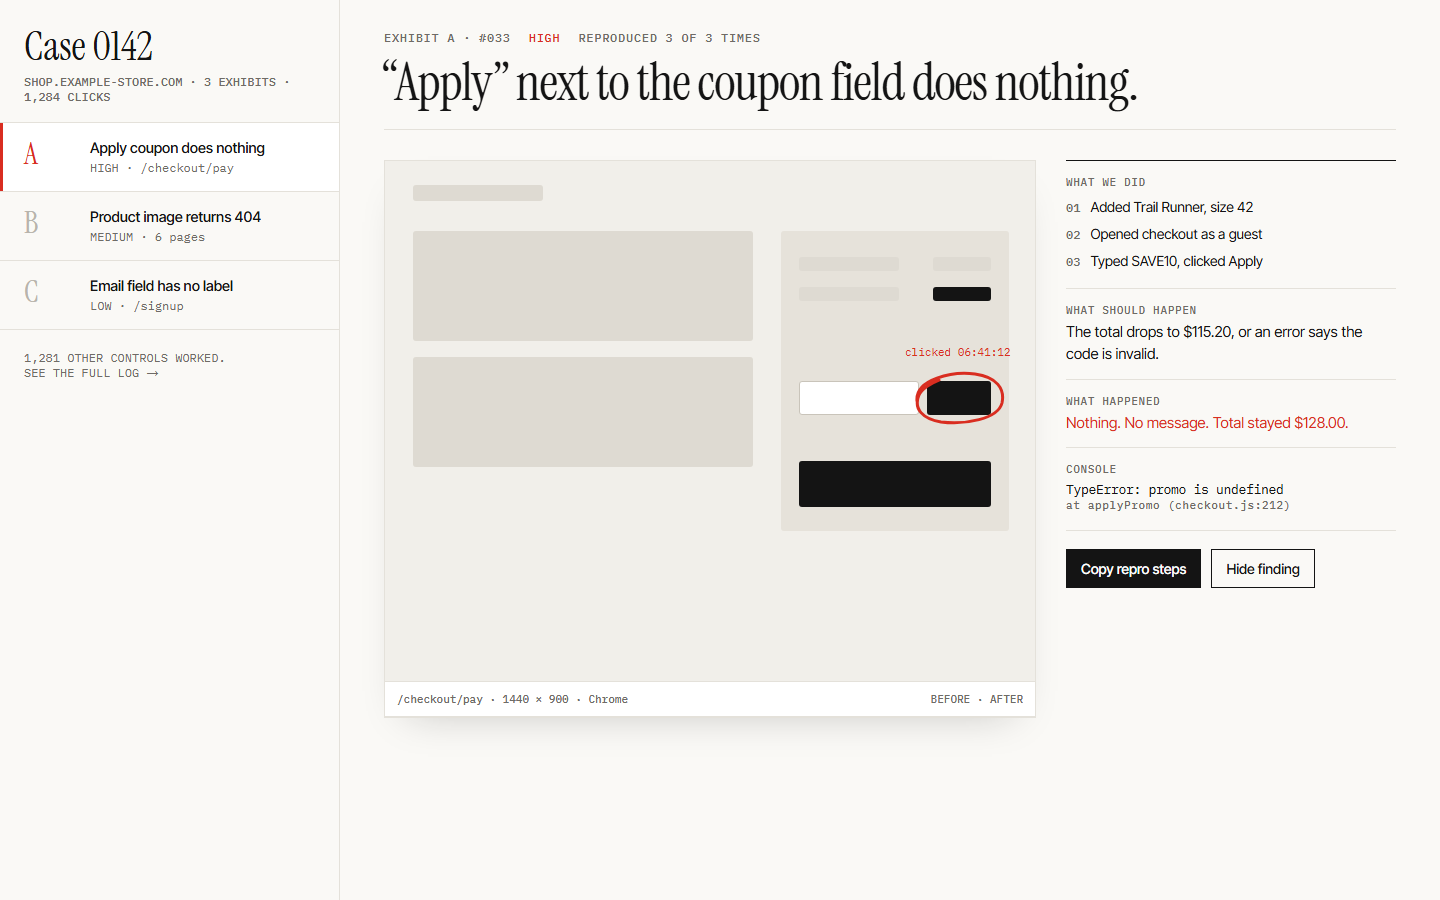 Case 0142
SHOP.EXAMPLE-STORE.COM · 3 EXHIBITS ·
1,284 CLICKS
A
Apply coupon does nothing
HIGH · /checkout/pay
B
Product image returns 404
MEDIUM · 6 pages
C
Email field has no label
LOW · /signup
1,281 OTHER CONTROLS WORKED.
SEE THE FULL LOG →
EXHIBIT A · #033 HIGH REPRODUCED 3 OF 3 TIMES
“Apply” next to the coupon field does nothing.
clicked 06:41:12
/checkout/pay · 1440 × 900 · Chrome
BEFORE · AFTER
WHAT WE DID
01 Added Trail Runner, size 42
02 Opened checkout as a guest
03 Typed SAVE10, clicked Apply
WHAT SHOULD HAPPEN
The total drops to $115.20, or an error says the
code is invalid.
WHAT HAPPENED
Nothing. No message. Total stayed $128.00.
CONSOLE
TypeError: promo is undefined
at applyPromo (checkout.js:212)
Copy repro steps
Hide finding